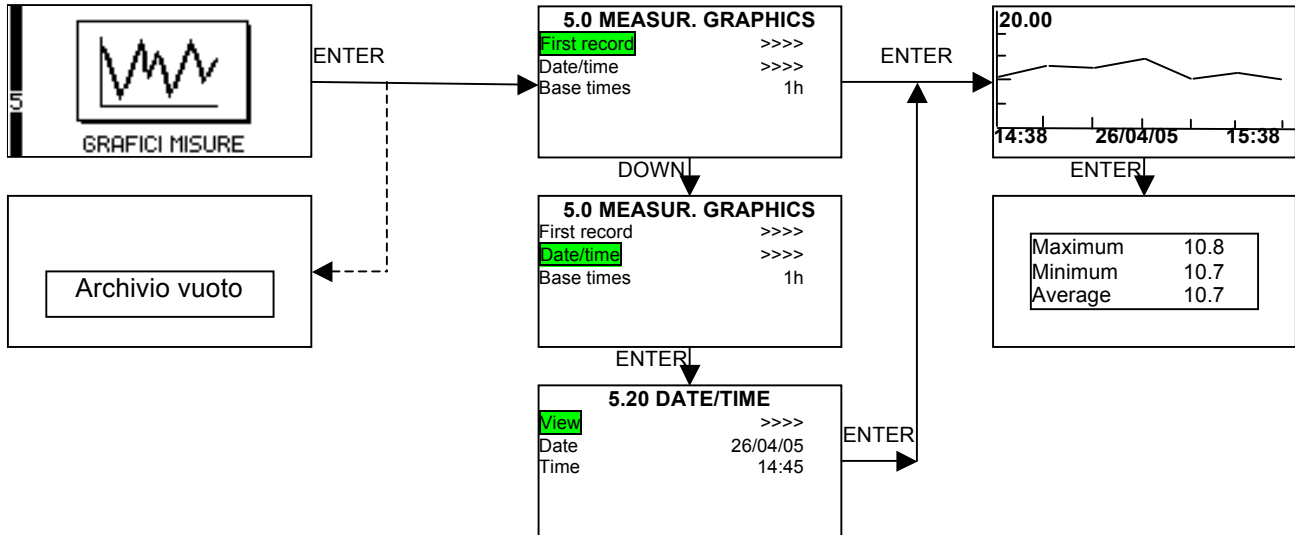 5
GRAFICI MISURE
ENTER
Archivio vuoto
5.0 MEASUR. GRAPHICS
First record >>>>
Date/time >>>>
Base times 1h
DOWN
5.0 MEASUR. GRAPHICS
First record >>>>
Date/time >>>>
Base times 1h
ENTER
5.20 DATE/TIME
View >>>>
Date 26/04/05
Time 14:45
ENTER
ENTER
20.00
14:38 26/04/05 15:38
ENTER
Maximum 10.8
Minimum 10.7
Average 10.7